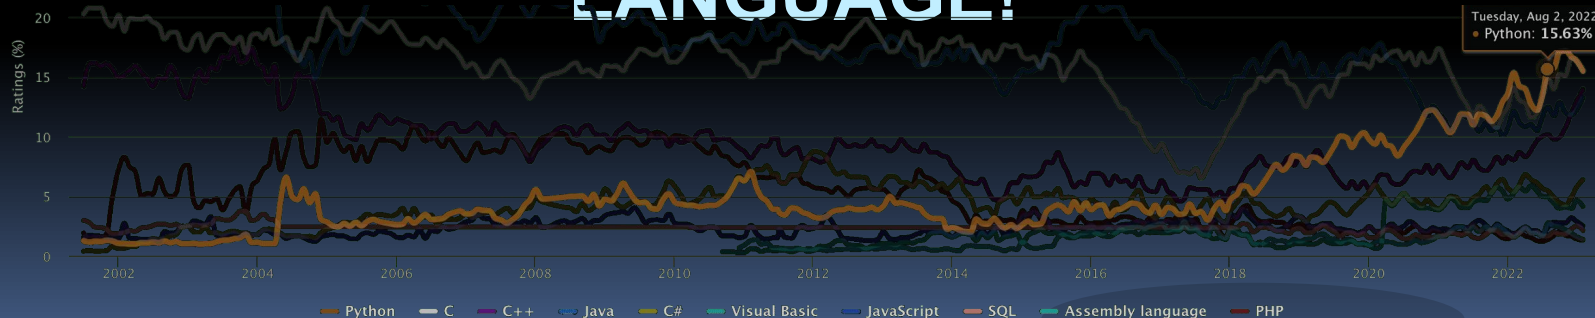 LANGUAGE!
Tuesday, Aug 2, 2022
Python: 15.63%
Ratings (%)
20
15
10
5
0
2002 2004 2006 2008 2010 2012 2014 2016 2018 2020 2022
Python C C++ Java C# Visual Basic JavaScript SQL Assembly language PHP